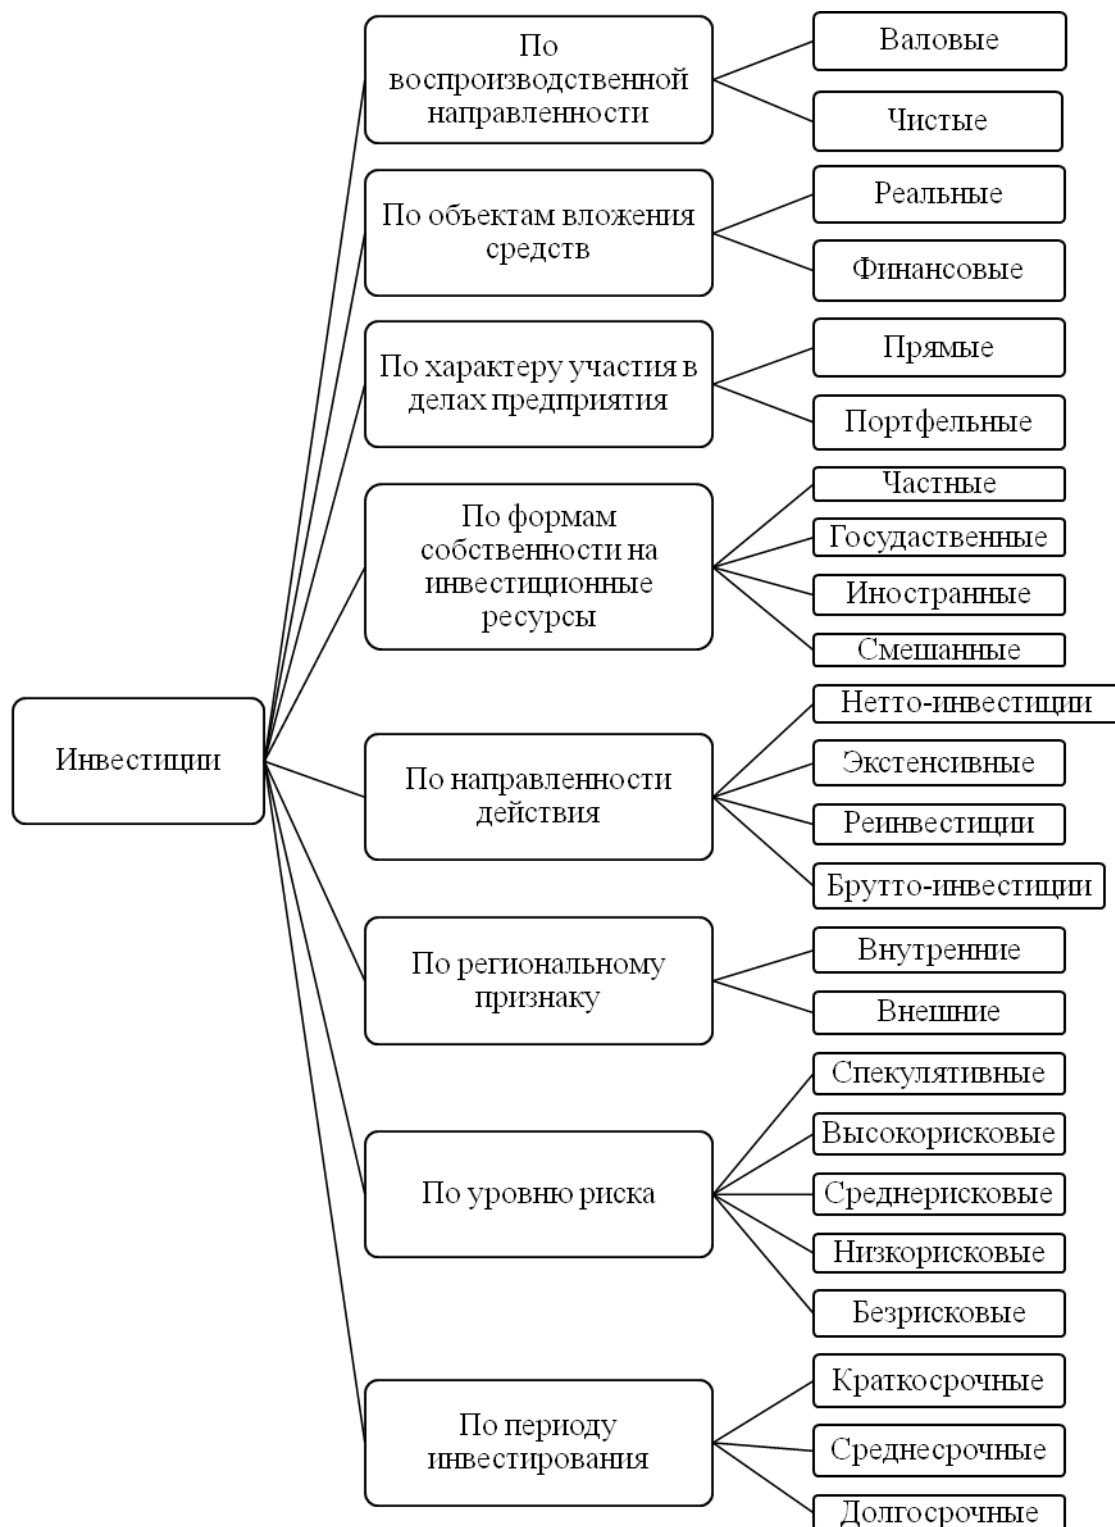 Инвестиции
По
воспроизводственной
направленности
Валовые
Чистые
По объектам вложения
средств
Реальные
Финансовые
По характеру участия в
делах предприятия
Прямые
Портфельные
По формам
собственности на
инвестиционные
ресурсы
Частные
Госудаственные
Иностранные
Смешанные
По направленности
действия
Нетто-инвестиции
Экстенсивные
Реинвестиции
Брутто-инвестиции
По региональному
признаку
Внутренние
Внешние
По уровню риска
Спекулятивные
Высокорисковые
Среднерисковые
Низкорисковые
Безрисковые
По периоду
инвестирования
Краткосрочные
Среднесрочные
Долгосрочные